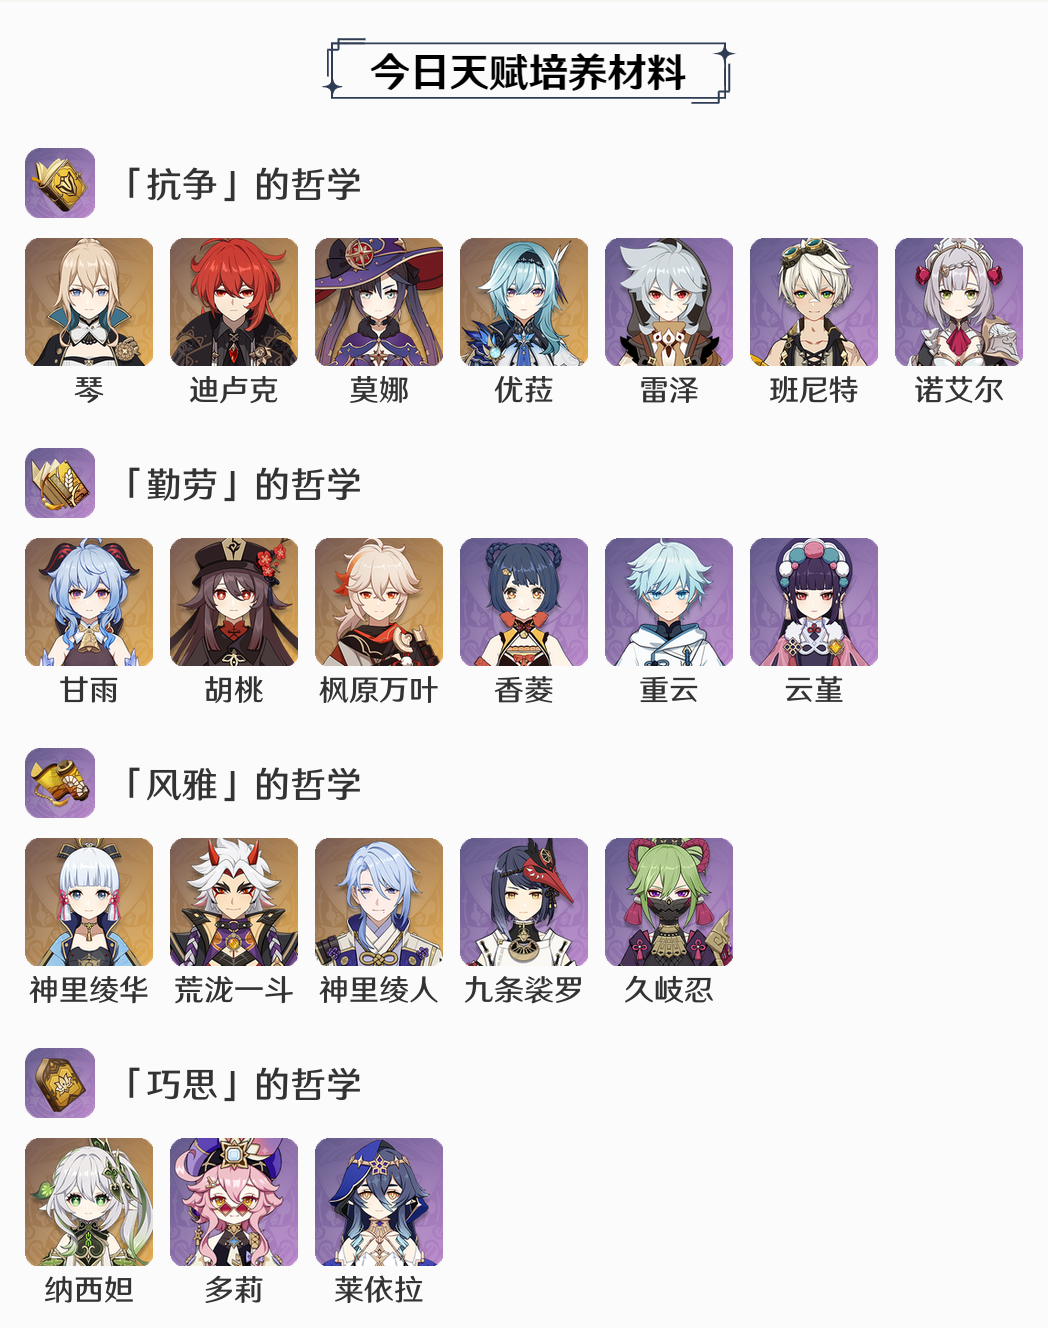 今日天赋培养材料
「抗争」的哲学
琴 迪卢克 莫娜 优菈 雷泽 班尼特 诺艾尔
「勤劳」的哲学
甘雨 胡桃 枫原万叶 香菱 重云 云堇
「风雅」的哲学
神里绫华 荒泷一斗 神里绫人 九条裟罗 久岐忍
「巧思」的哲学
纳西妲 多莉 莱依拉